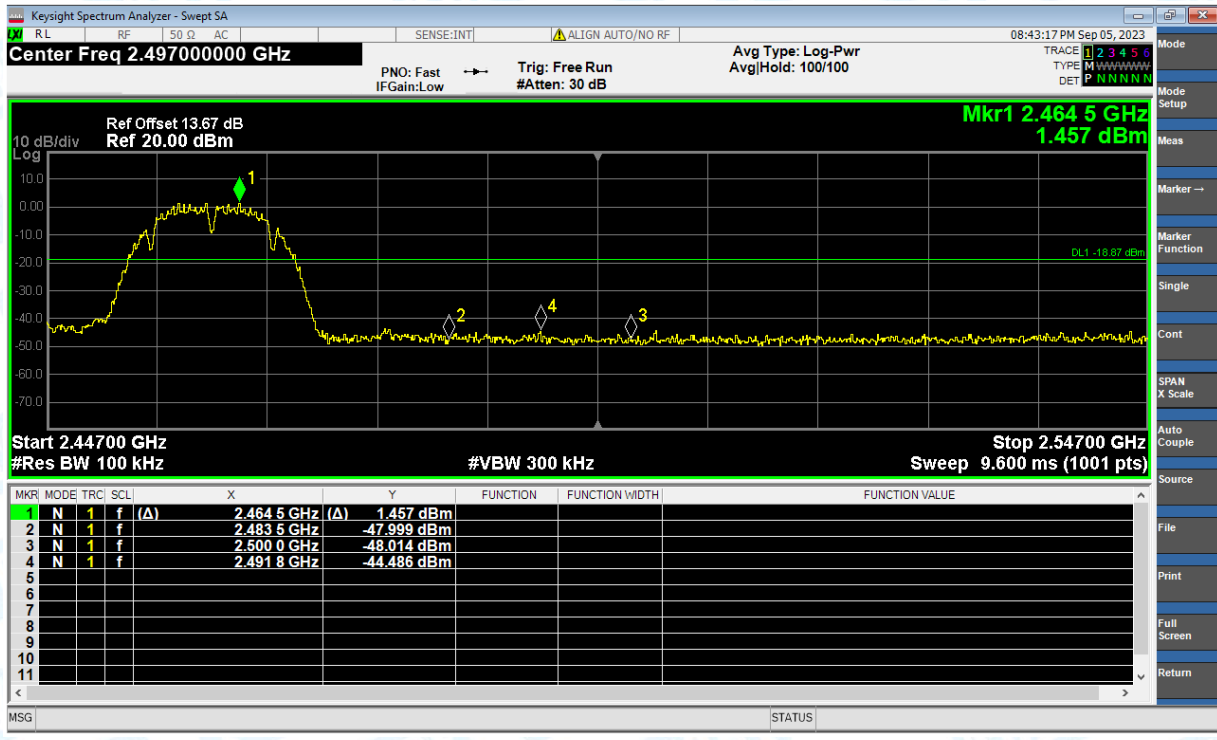 Keysight Spectrum Analyzer - Swept SA
LXI RL RF 50 Ω AC SENSE:INT ALIGN AUTO/NO RF 08:43:17 PM Sep 05, 2023
Center Freq 2.497000000 GHz
PNO: Fast
IFGain:Low
Trig: Free Run
#Atten: 30 dB
Avg Type: Log-Pwr
Avg|Hold: 100/100
TRACE 1 2 3 4 5 6
TYPE M WWWWW
DET P N N N N N
Mkr1 2.464 5 GHz
1.457 dBm
Ref Offset 13.67 dB
10 dB/div Ref 20.00 dBm
Log
10.0
0.00
-10.0
-20.0
-30.0
-40.0
-50.0
-60.0
-70.0
1
2
4
3
DL1 -18.87 dBm
Start 2.44700 GHz Stop 2.54700 GHz
#Res BW 100 kHz #VBW 300 kHz Sweep 9.600 ms (1001 pts)
MKR MODE TRC SCL X Y FUNCTION FUNCTION WIDTH FUNCTION VALUE
1 N 1 f (Δ) 2.464 5 GHz (Δ) 1.457 dBm
2 N 1 f 2.483 5 GHz -47.999 dBm
3 N 1 f 2.500 0 GHz -48.014 dBm
4 N 1 f 2.491 8 GHz -44.486 dBm
5
6
7
8
9
10
11
MSG STATUS
Mode
Mode
Setup
Meas
Marker →
Marker
Function
Single
Cont
SPAN
X Scale
Auto
Couple
Source
File
Print
Full
Screen
Return